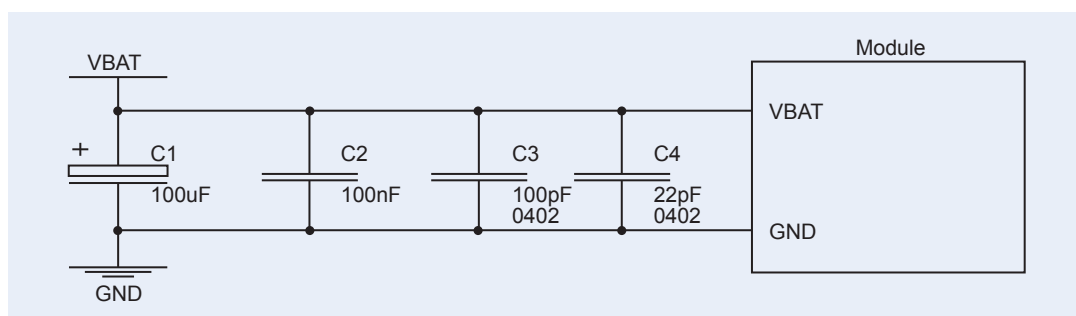 Module
VBAT
VBAT
+
C1
100uF
C2
100nF
C3
100pF
0402
C4
22pF
0402
GND
GND